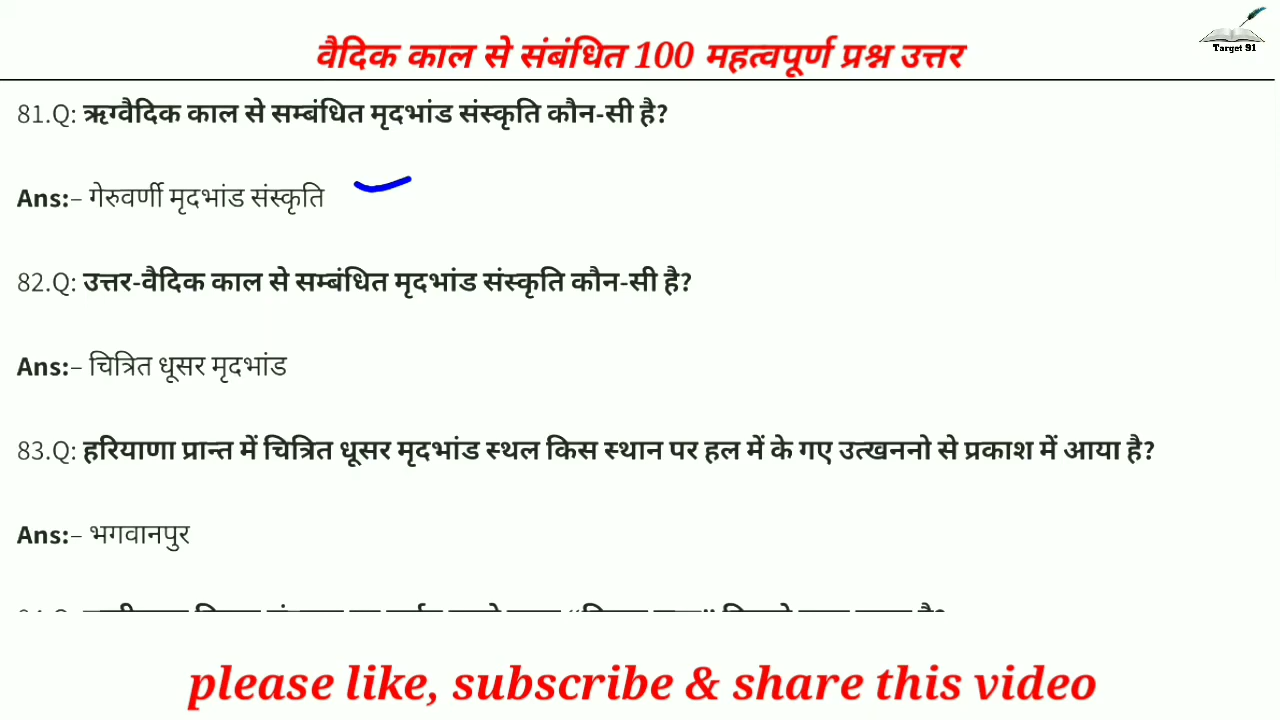 वैदिक काल से संबंधित 100 महत्वपूर्ण प्रश्न उत्तर
Target 91
81.Q: ऋग्वैदिक काल से सम्बंधित मृदभांड संस्कृति कौन-सी है?
Ans:– गेरुवर्णी मृदभांड संस्कृति
82.Q: उत्तर-वैदिक काल से सम्बंधित मृदभांड संस्कृति कौन-सी है?
Ans:– चित्रित धूसर मृदभांड
83.Q: हरियाणा प्रान्त में चित्रित धूसर मृदभांड स्थल किस स्थान पर हल में के गए उत्खननो से प्रकाश में आया है?
Ans:– भगवानपुर
please like, subscribe & share this video